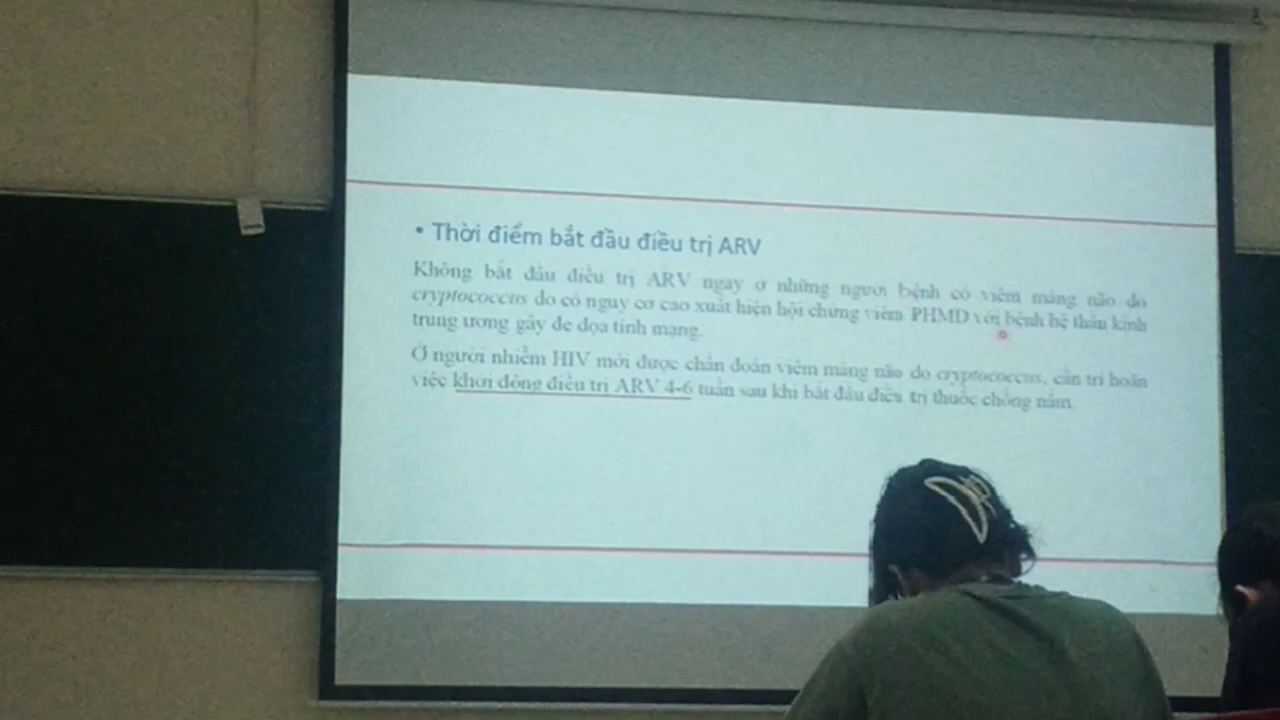 • Thời điểm bắt đầu điều trị ARV
Không bắt đầu điều trị ARV ngay ở những người bệnh có viêm màng não do
cryptococcus do có nguy cơ cao xuất hiện hội chứng viêm PHMD với bệnh hệ thần kinh
trung ương gây đe dọa tính mạng.
Ở người nhiễm HIV mới được chẩn đoán viêm màng não do cryptococcus, cần trì hoãn
việc khởi động điều trị ARV 4-6 tuần sau khi bắt đầu điều trị thuốc chống nấm.